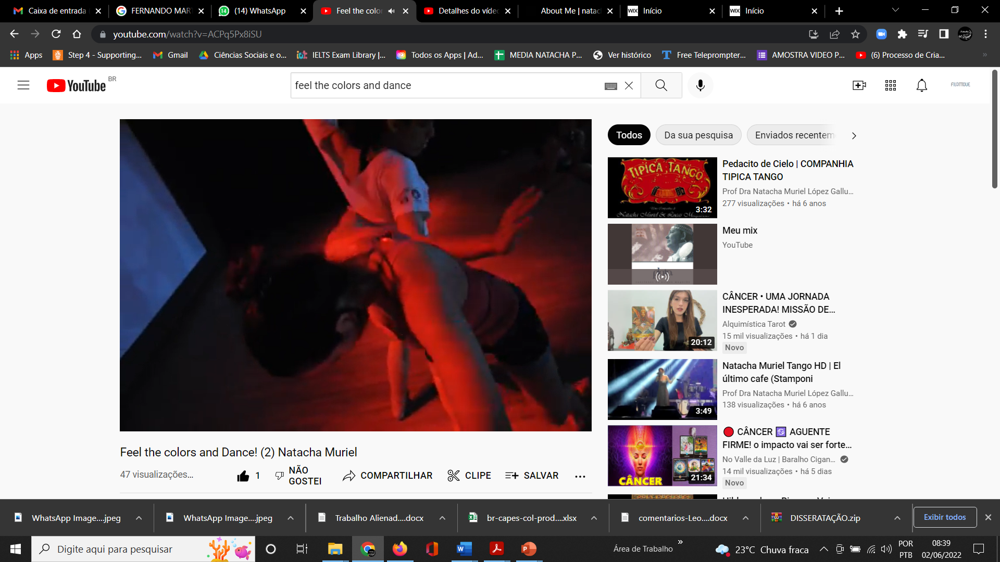 Caixa de entrada
FERNANDO MART
(14) WhatsApp
Feel the color
Detalhes do víde
About Me | natac
WIX Início
WIX Início
youtube.com/watch?v=ACPq5Px8iSU
Apps
Step 4 - Supporting...
Gmail
Ciências Sociais e o...
IELTS Exam Library |...
Todos os Apps | Ad...
MEDIA NATACHA P...
Ver histórico
Free Teleprompter...
AMOSTRA VIDEO P...
(6) Processo de Cria...
YouTube BR
feel the colors and dance
FILOMOVE
Todos
Da sua pesquisa
Enviados recentem
TIPICA TANGO
3:32
Pedacito de Cielo | COMPANHIA
TIPICA TANGO
Prof Dra Natacha Muriel López Gallu...
277 visualizações • há 6 anos
Meu mix
YouTube
20:12
CÂNCER • UMA JORNADA
INESPERADA! MISSÃO DE...
Alquimística Tarot
15 mil visualizações • há 1 dia
Novo
3:49
Natacha Muriel Tango HD | El
último cafe (Stamponi
Prof Dra Natacha Muriel López Gallu...
138 visualizações • há 6 anos
CÂNCER
21:34
🔴 CÂNCER ♋ AGUENTE
FIRME! o impacto vai ser forte...
No Valle da Luz | Baralho Cigan...
14 mil visualizações • há 5 dias
Novo
Feel the colors and Dance! (2) Natacha Muriel
47 visualizações...
1
NÃO
GOSTEI
COMPARTILHAR
CLIPE
SALVAR
WhatsApp Image....jpeg
WhatsApp Image....jpeg
Trabalho Alienad....docx
br-capes-col-prod....xlsx
comentarios-Leo....docx
DISSERATAÇÃO.zip
Exibir todos
Digite aqui para pesquisar
Área de Trabalho
23°C Chuva fraca
POR
PTB
08:39
02/06/2022